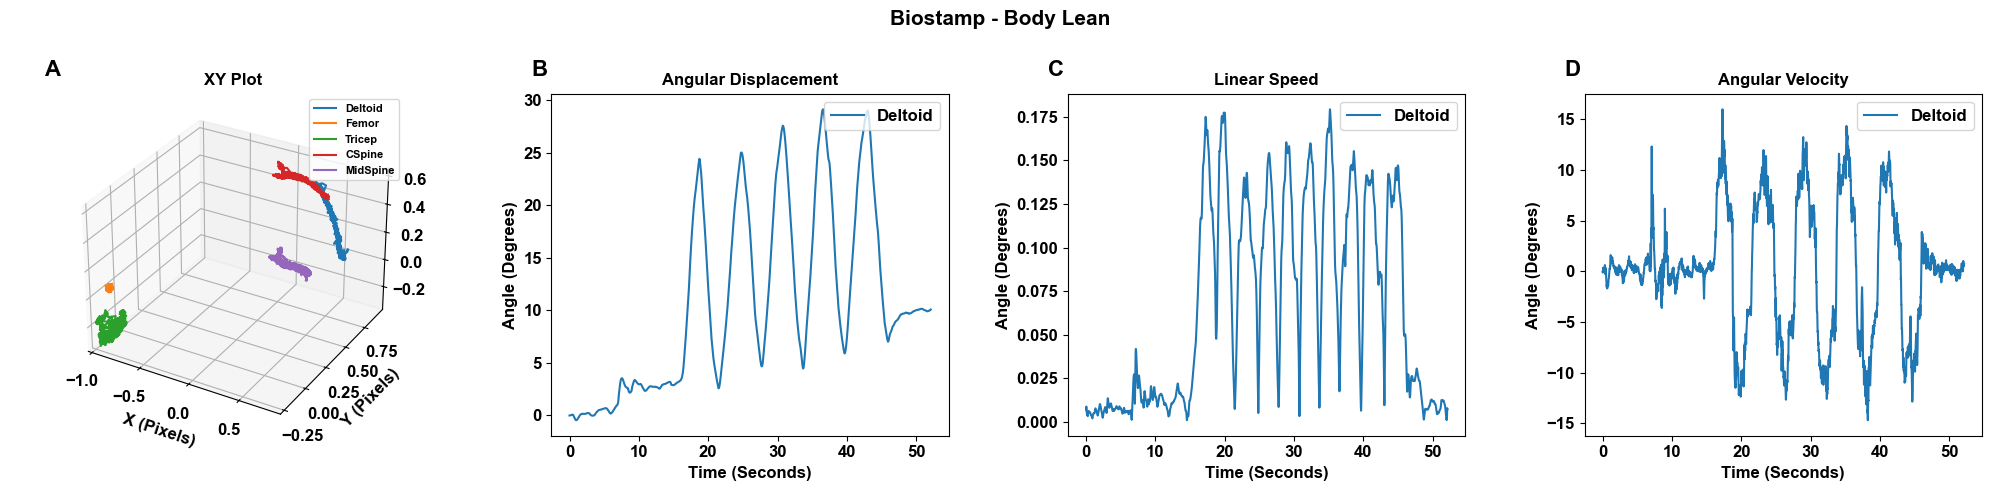 Biostamp - Body Lean
A
XY Plot
Deltoid
Femor
Tricep
CSpine
MidSpine
0.6
0.4
0.2
0.0
−0.2
−1.0
−0.5
0.0
0.5
X (Pixels)
−0.25
0.00
0.25
0.50
0.75
Y (Pixels)
B
Angular Displacement
Deltoid
30
25
20
15
10
5
0
Angle (Degrees)
0 10 20 30 40 50
Time (Seconds)
C
Linear Speed
Deltoid
0.175
0.150
0.125
0.100
0.075
0.050
0.025
0.000
Angle (Degrees)
0 10 20 30 40 50
Time (Seconds)
D
Angular Velocity
Deltoid
15
10
5
0
−5
−10
−15
Angle (Degrees)
0 10 20 30 40 50
Time (Seconds)